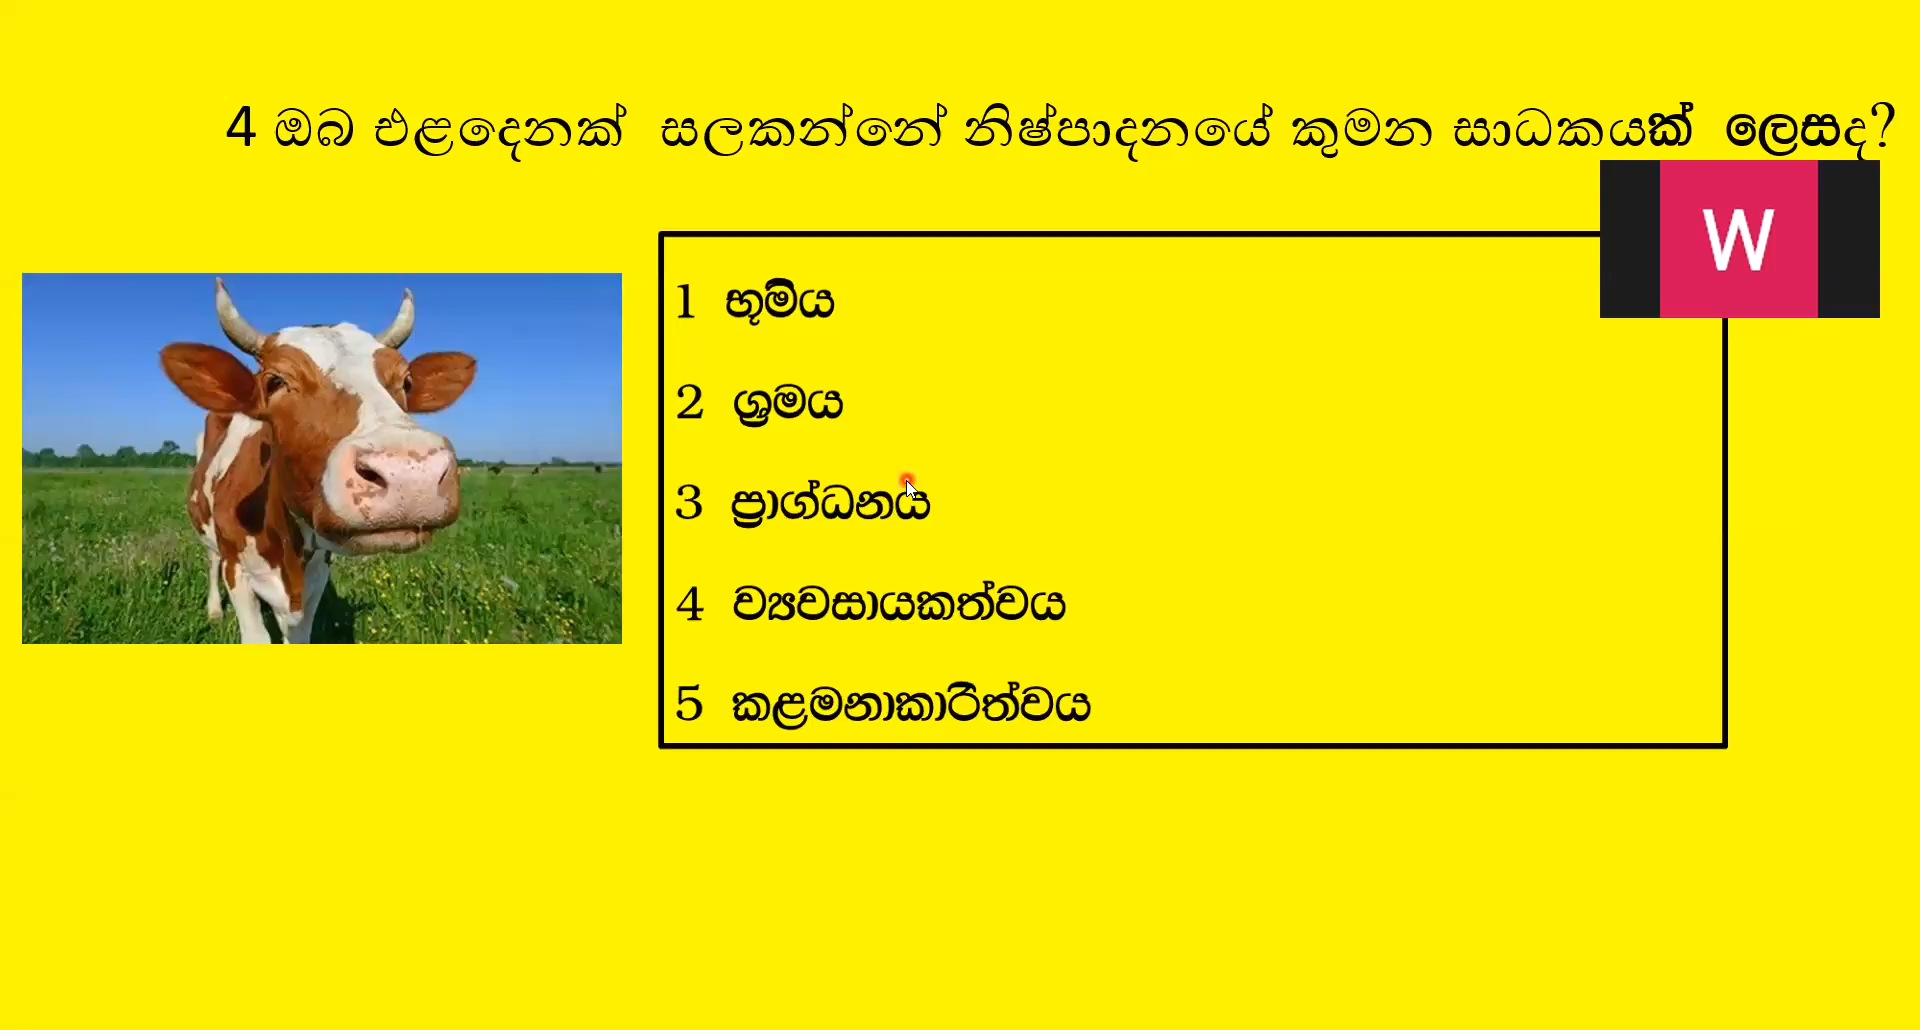 4 ඔබ එළදෙනක් සලකන්නේ නිෂ්පාදනයේ කුමන සාධකයක් ලෙසද?
W
1 භූමිය
2 ශ්‍රමය
3 ප්‍රාග්ධනය
4 ව්‍යවසායකත්වය
5 කළමනාකාරිත්වය